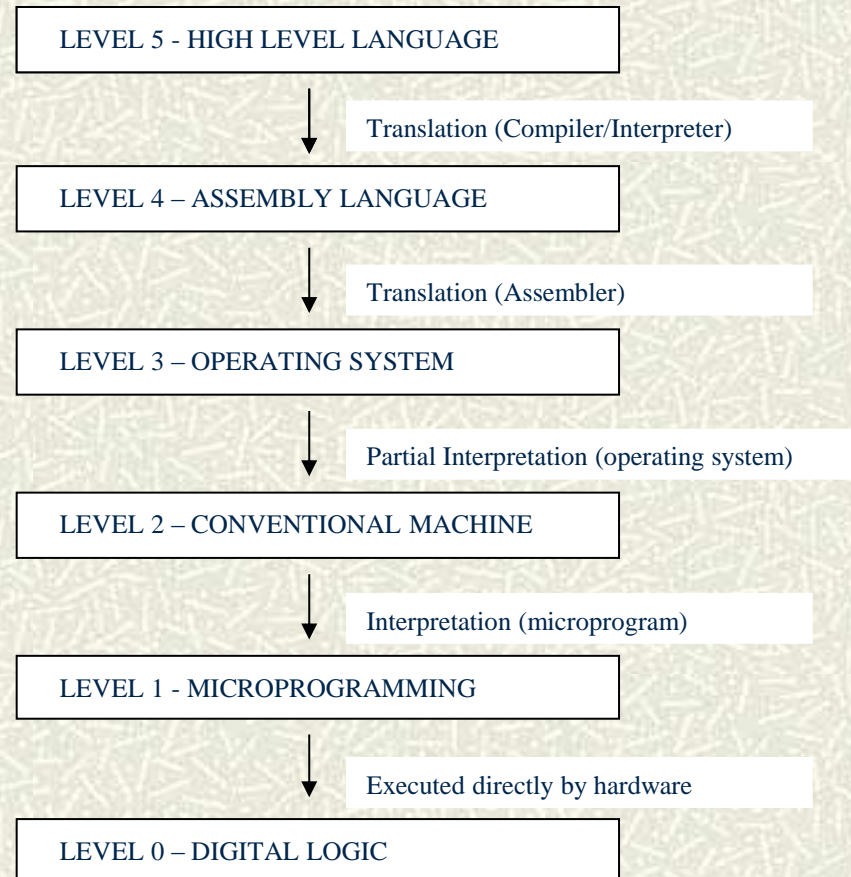 LEVEL 5 - HIGH LEVEL LANGUAGE
Translation (Compiler/Interpreter)
LEVEL 4 – ASSEMBLY LANGUAGE
Translation (Assembler)
LEVEL 3 – OPERATING SYSTEM
Partial Interpretation (operating system)
LEVEL 2 – CONVENTIONAL MACHINE
Interpretation (microprogram)
LEVEL 1 - MICROPROGRAMMING
Executed directly by hardware
LEVEL 0 – DIGITAL LOGIC